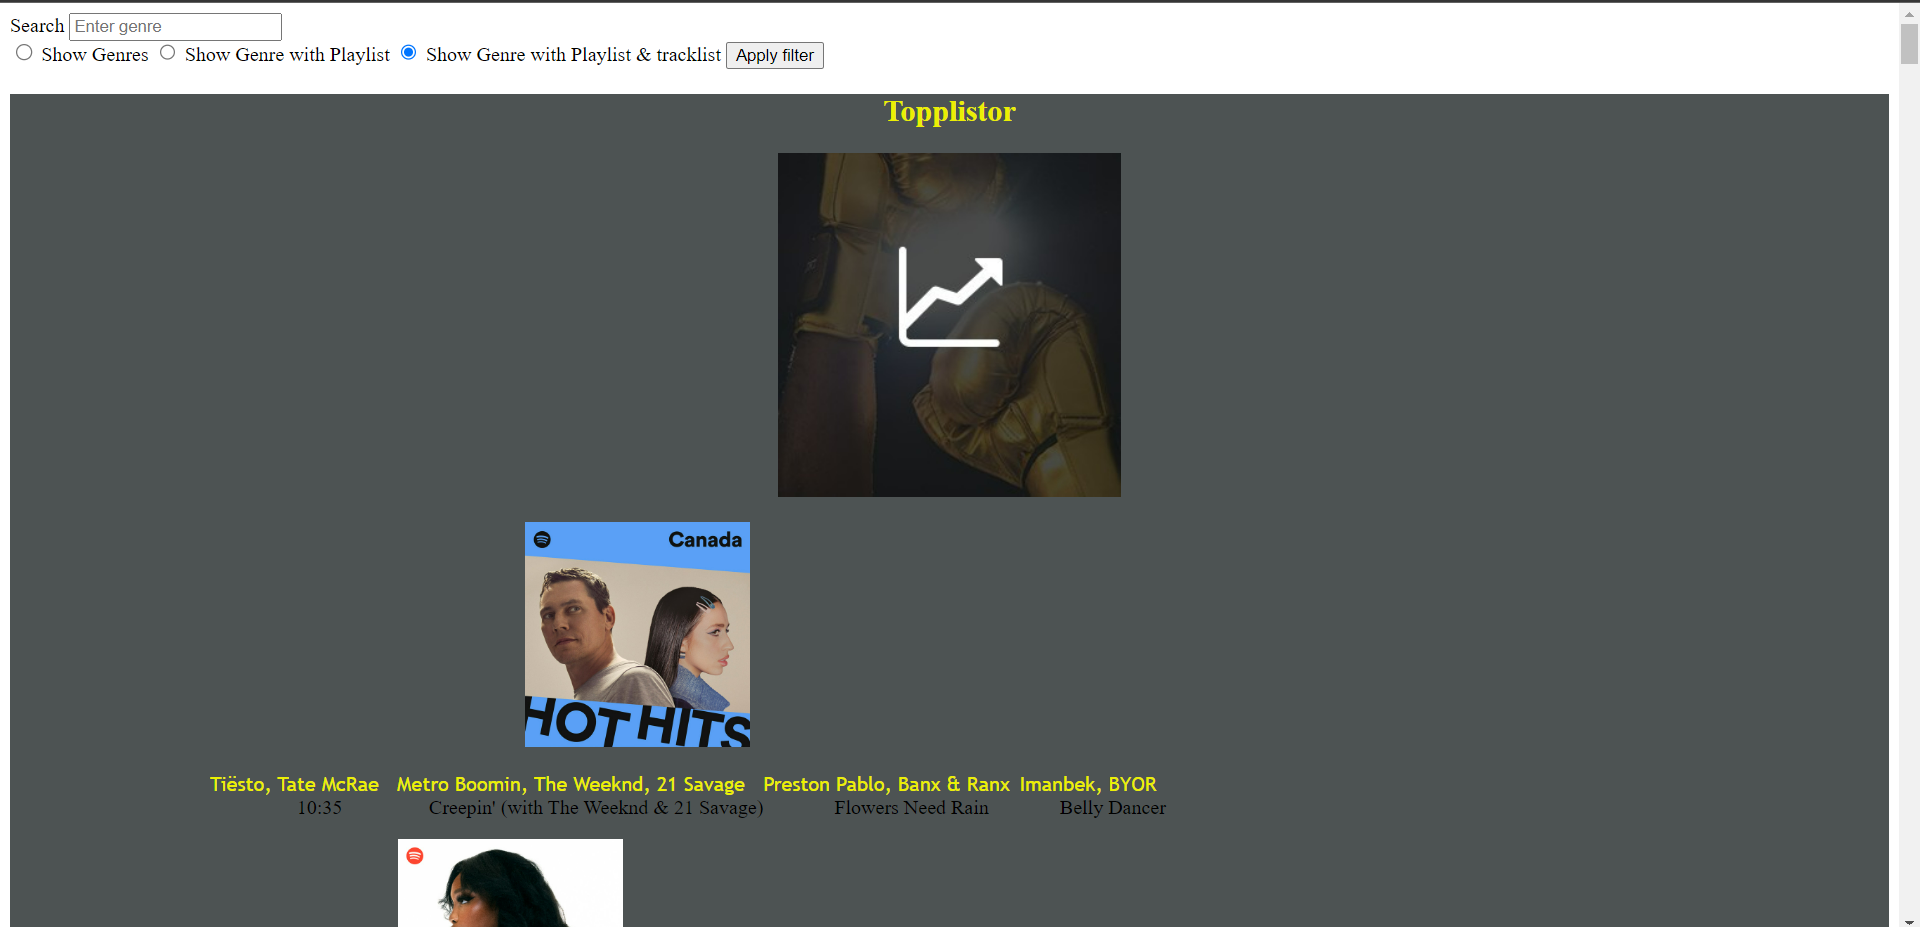 Search Enter genre
Show Genres Show Genre with Playlist Show Genre with Playlist & tracklist Apply filter
Topplistor
Canada
HOT HITS
Tiësto, Tate McRae Metro Boomin, The Weeknd, 21 Savage Preston Pablo, Banx & Ranx Imanbek, BYOR
10:35 Creepin' (with The Weeknd & 21 Savage) Flowers Need Rain Belly Dancer